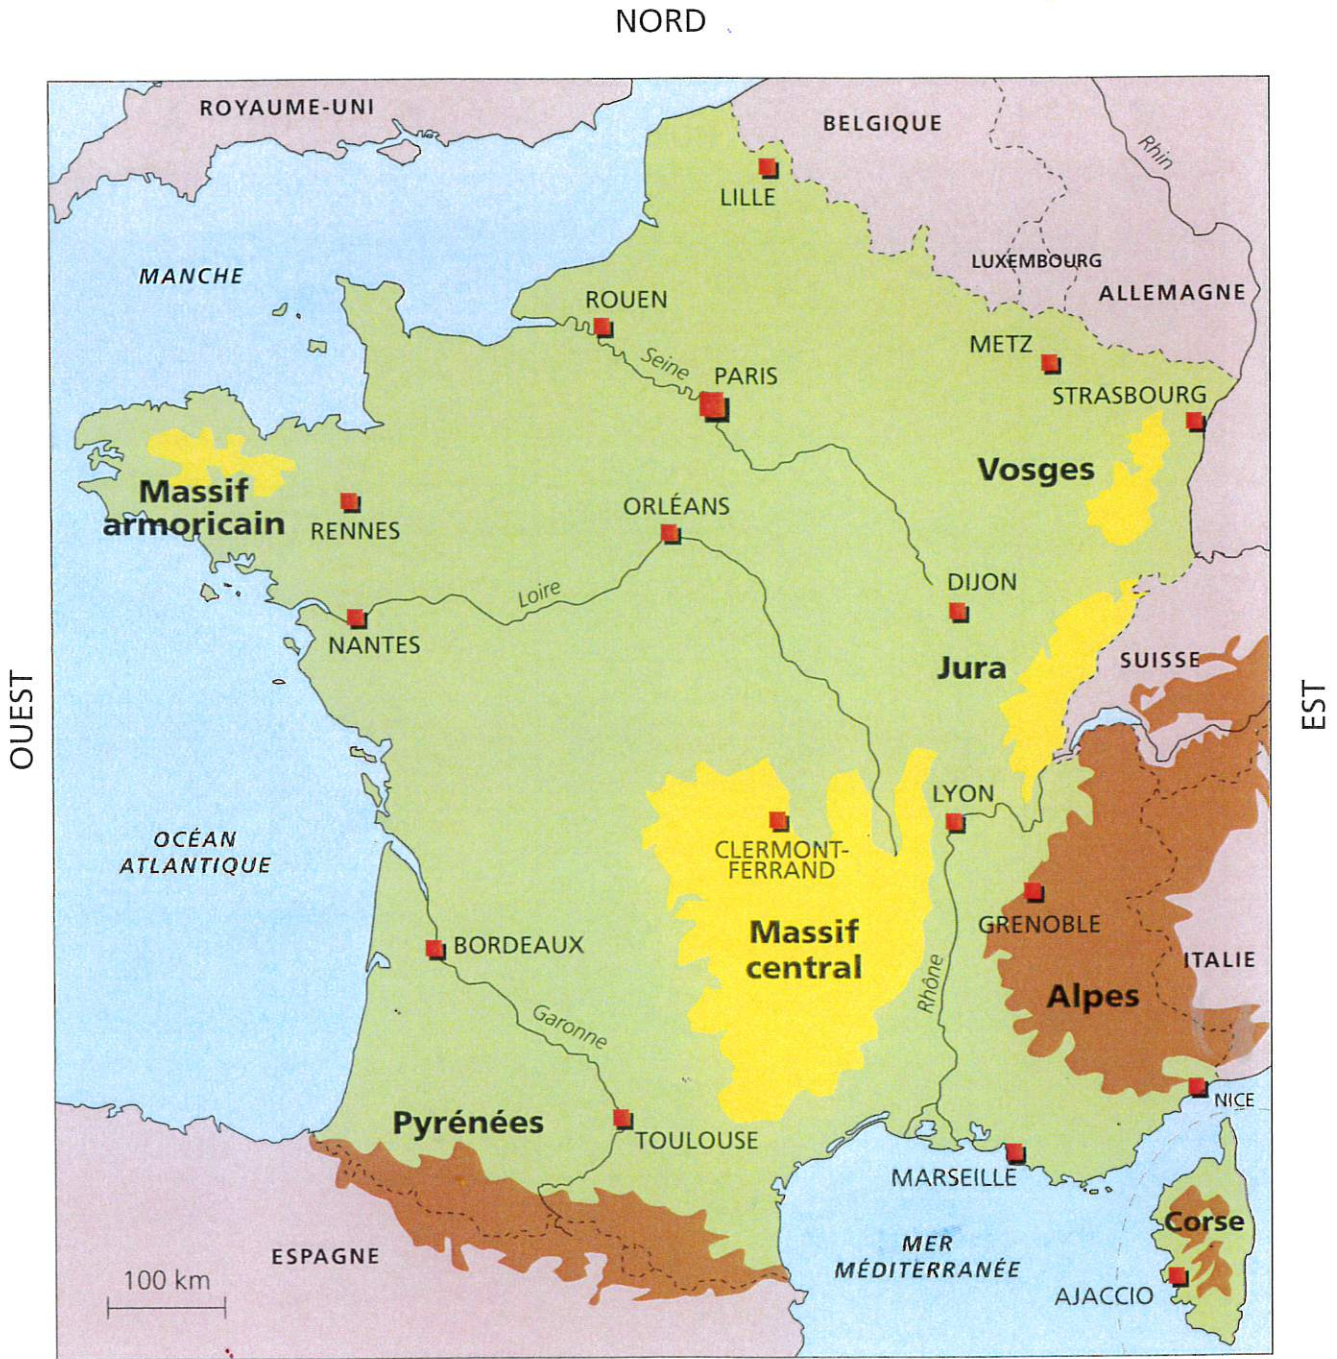 NORD
ROYAUME-UNI
BELGIQUE
Rhin
LILLE
LUXEMBOURG
MANCHE
ALLEMAGNE
ROUEN
METZ
Seine
PARIS
STRASBOURG
Vosges
Massif
armoricain
RENNES
ORLÉANS
Loire
DIJON
NANTES
Jura
SUISSE
OUEST
EST
LYON
OCÉAN
ATLANTIQUE
CLERMONT-
FERRAND
GRENOBLE
Massif
central
BORDEAUX
ITALIE
Rhône
Alpes
Garonne
NICE
Pyrénées
TOULOUSE
MARSEILLE
Corse
ESPAGNE
MER
MÉDITERRANÉE
100 km
AJACCIO